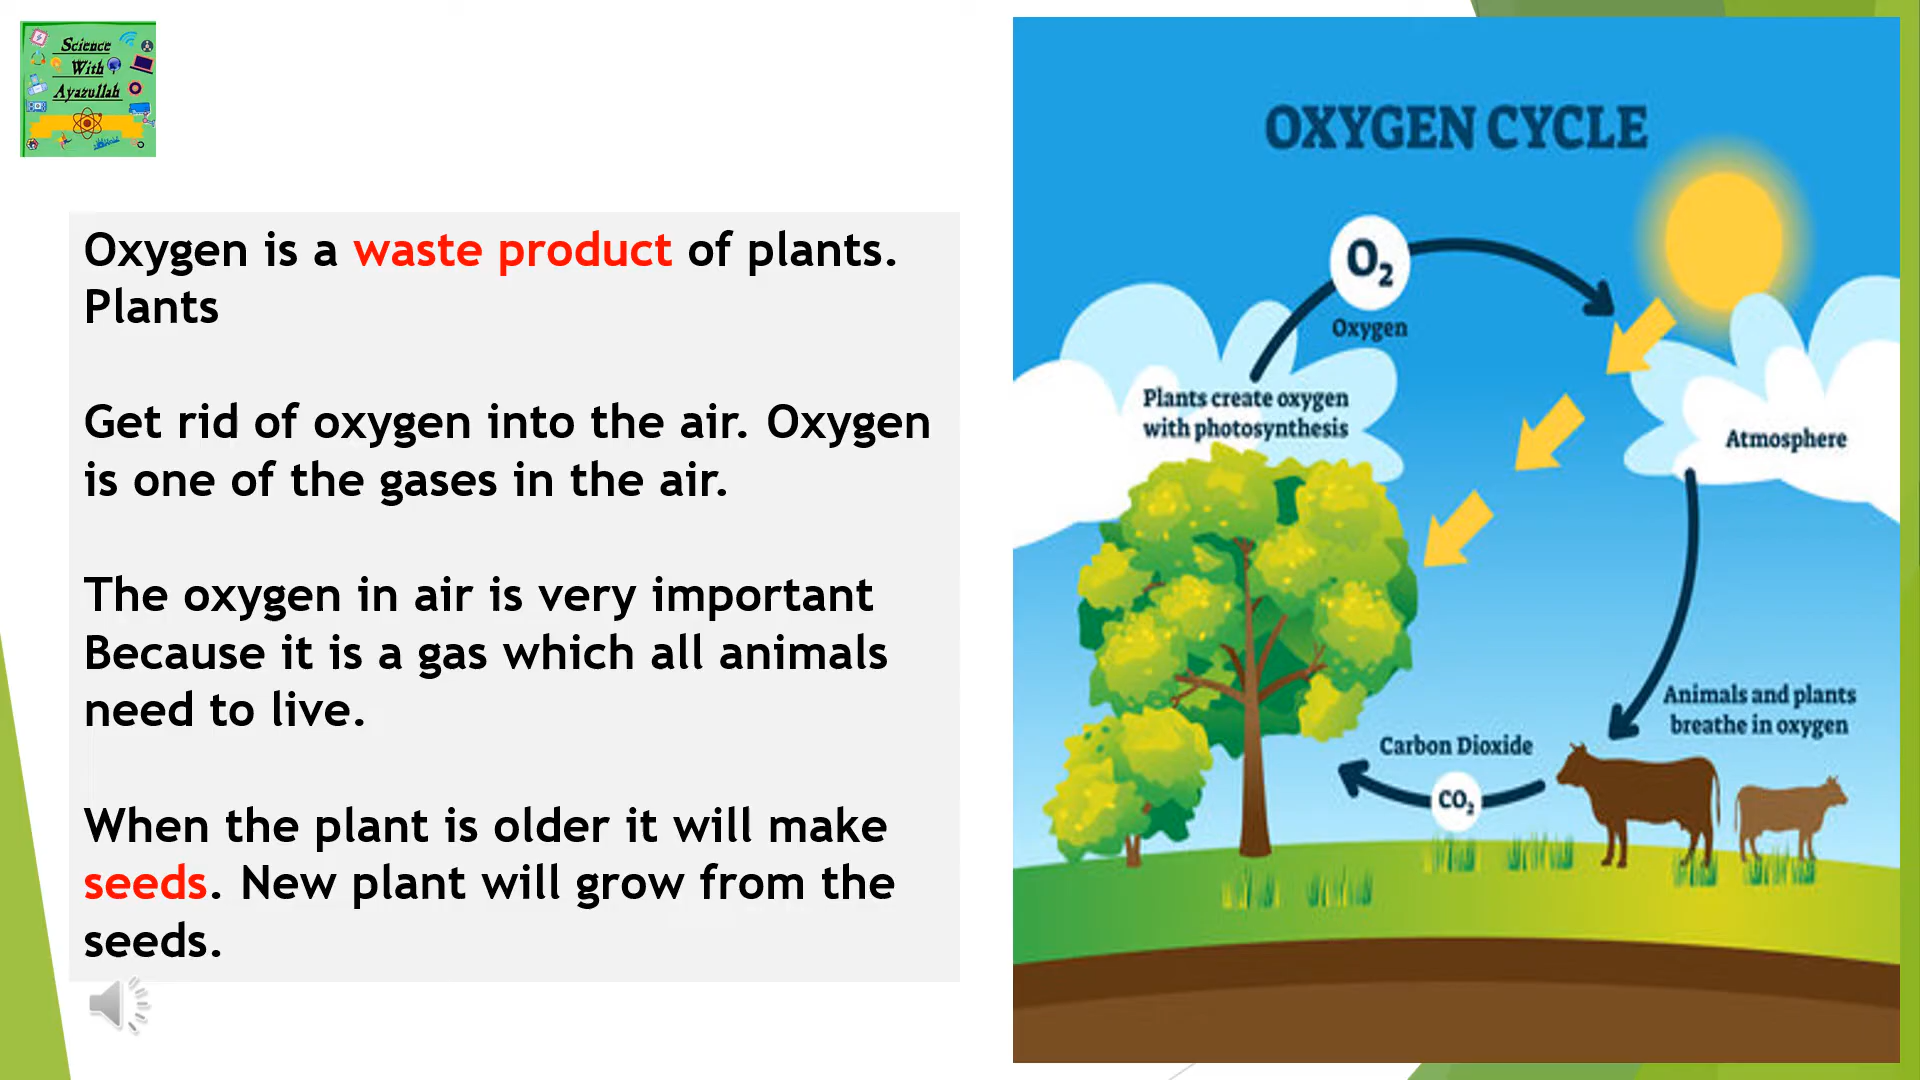 Science
With
Ayazullah
Oxygen is a waste product of plants.
Plants
Get rid of oxygen into the air. Oxygen
is one of the gases in the air.
The oxygen in air is very important
Because it is a gas which all animals
need to live.
When the plant is older it will make
seeds. New plant will grow from the
seeds.
OXYGEN CYCLE
O₂
Oxygen
Plants create oxygen
with photosynthesis
Atmosphere
Animals and plants
breathe in oxygen
Carbon Dioxide
CO₂